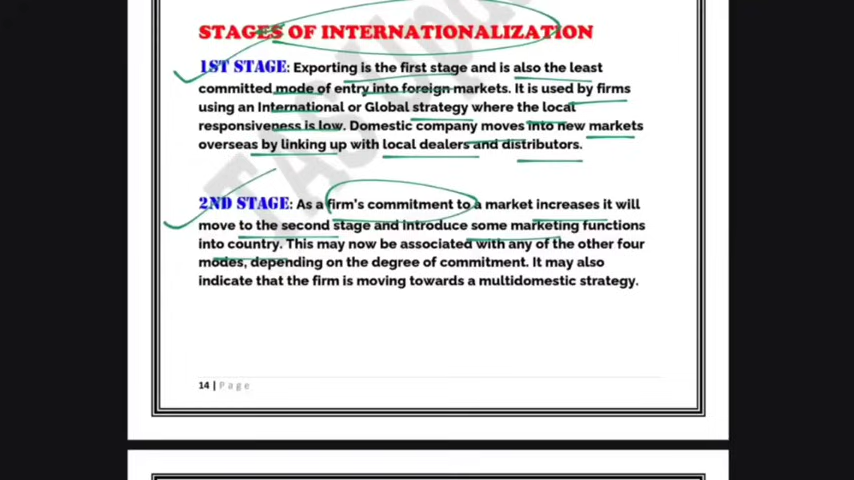 STAGES OF INTERNATIONALIZATION
1ST STAGE: Exporting is the first stage and is also the least
committed mode of entry into foreign markets. It is used by firms
using an International or Global strategy where the local
responsiveness is low. Domestic company moves into new markets
overseas by linking up with local dealers and distributors.
2ND STAGE: As a firm's commitment to a market increases it will
move to the second stage and introduce some marketing functions
into country. This may now be associated with any of the other four
modes, depending on the degree of commitment. It may also
indicate that the firm is moving towards a multidomestic strategy.
14 | Page